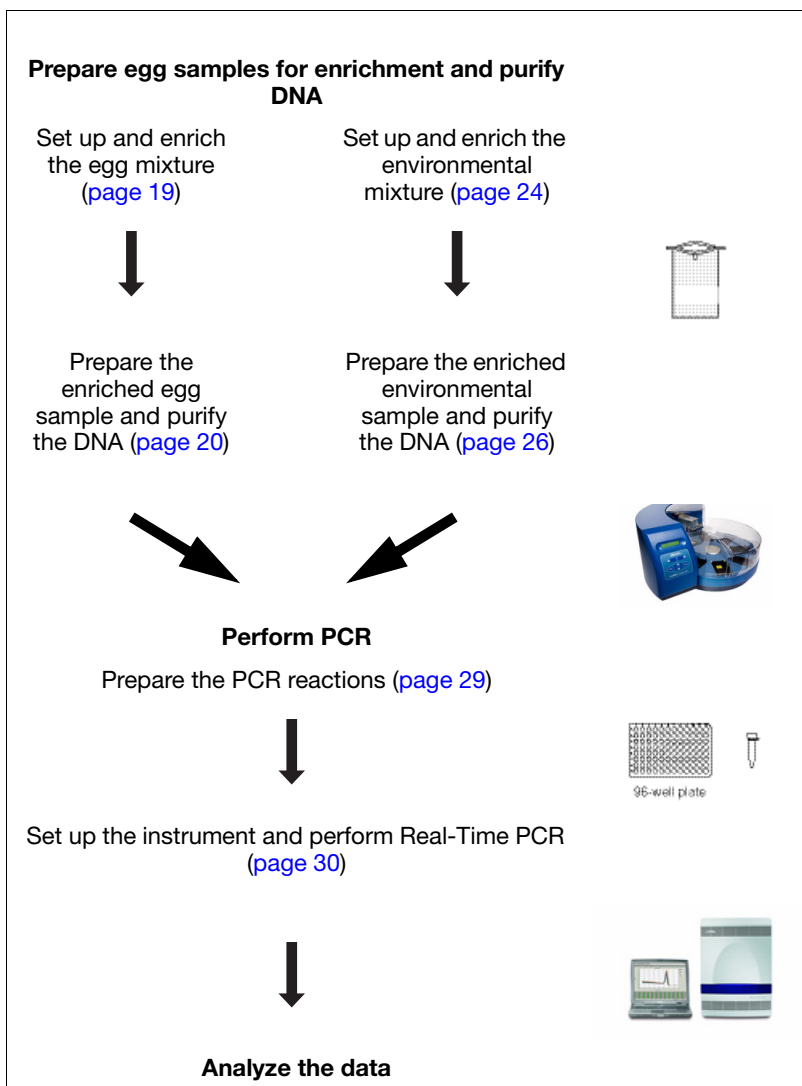 Prepare egg samples for enrichment and purify
DNA
Set up and enrich
the egg mixture
(page 19)
Set up and enrich the
environmental
mixture (page 24)
Prepare the
enriched egg
sample and purify
the DNA (page 20)
Prepare the enriched
environmental
sample and purify
the DNA (page 26)
Perform PCR
Prepare the PCR reactions (page 29)
96-well plate
Set up the instrument and perform Real-Time PCR
(page 30)
Analyze the data